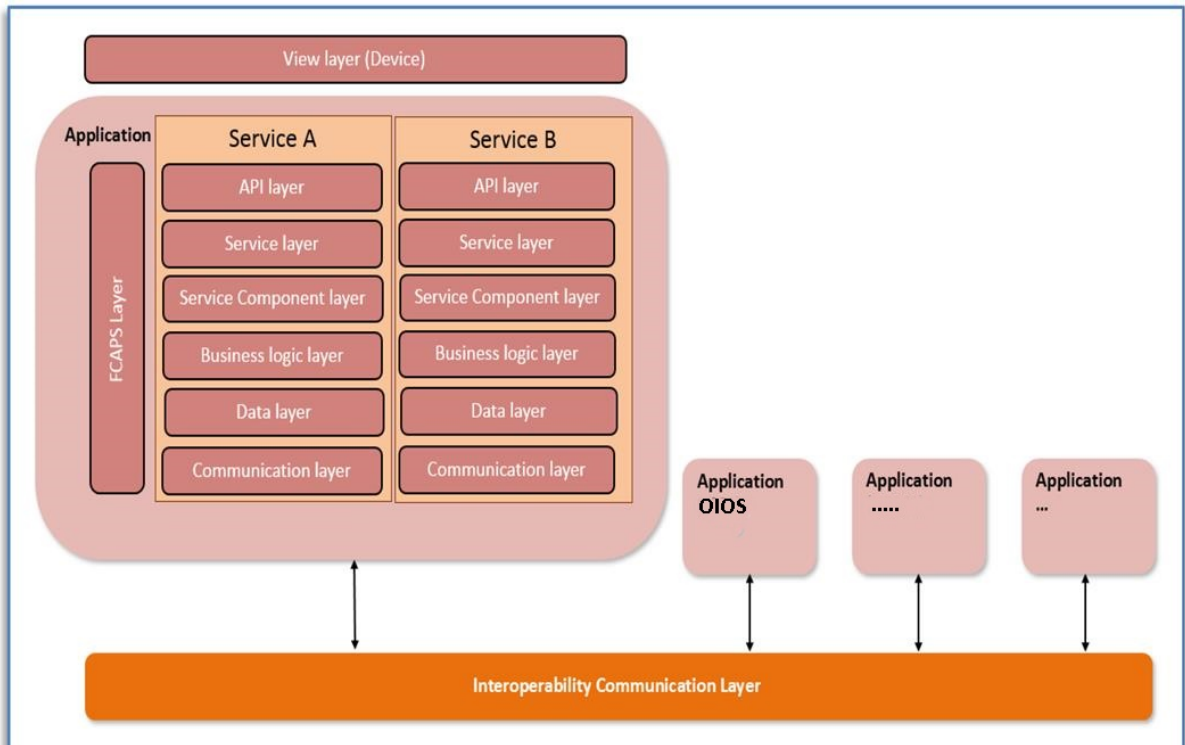 View layer (Device)
Application
Service A
Service B
FCAPS Layer
API layer
Service layer
Service Component layer
Business logic layer
Data layer
Communication layer
API layer
Service layer
Service Component layer
Business logic layer
Data layer
Communication layer
Application
OIOS
Application
.....
Application
...
Interoperability Communication Layer